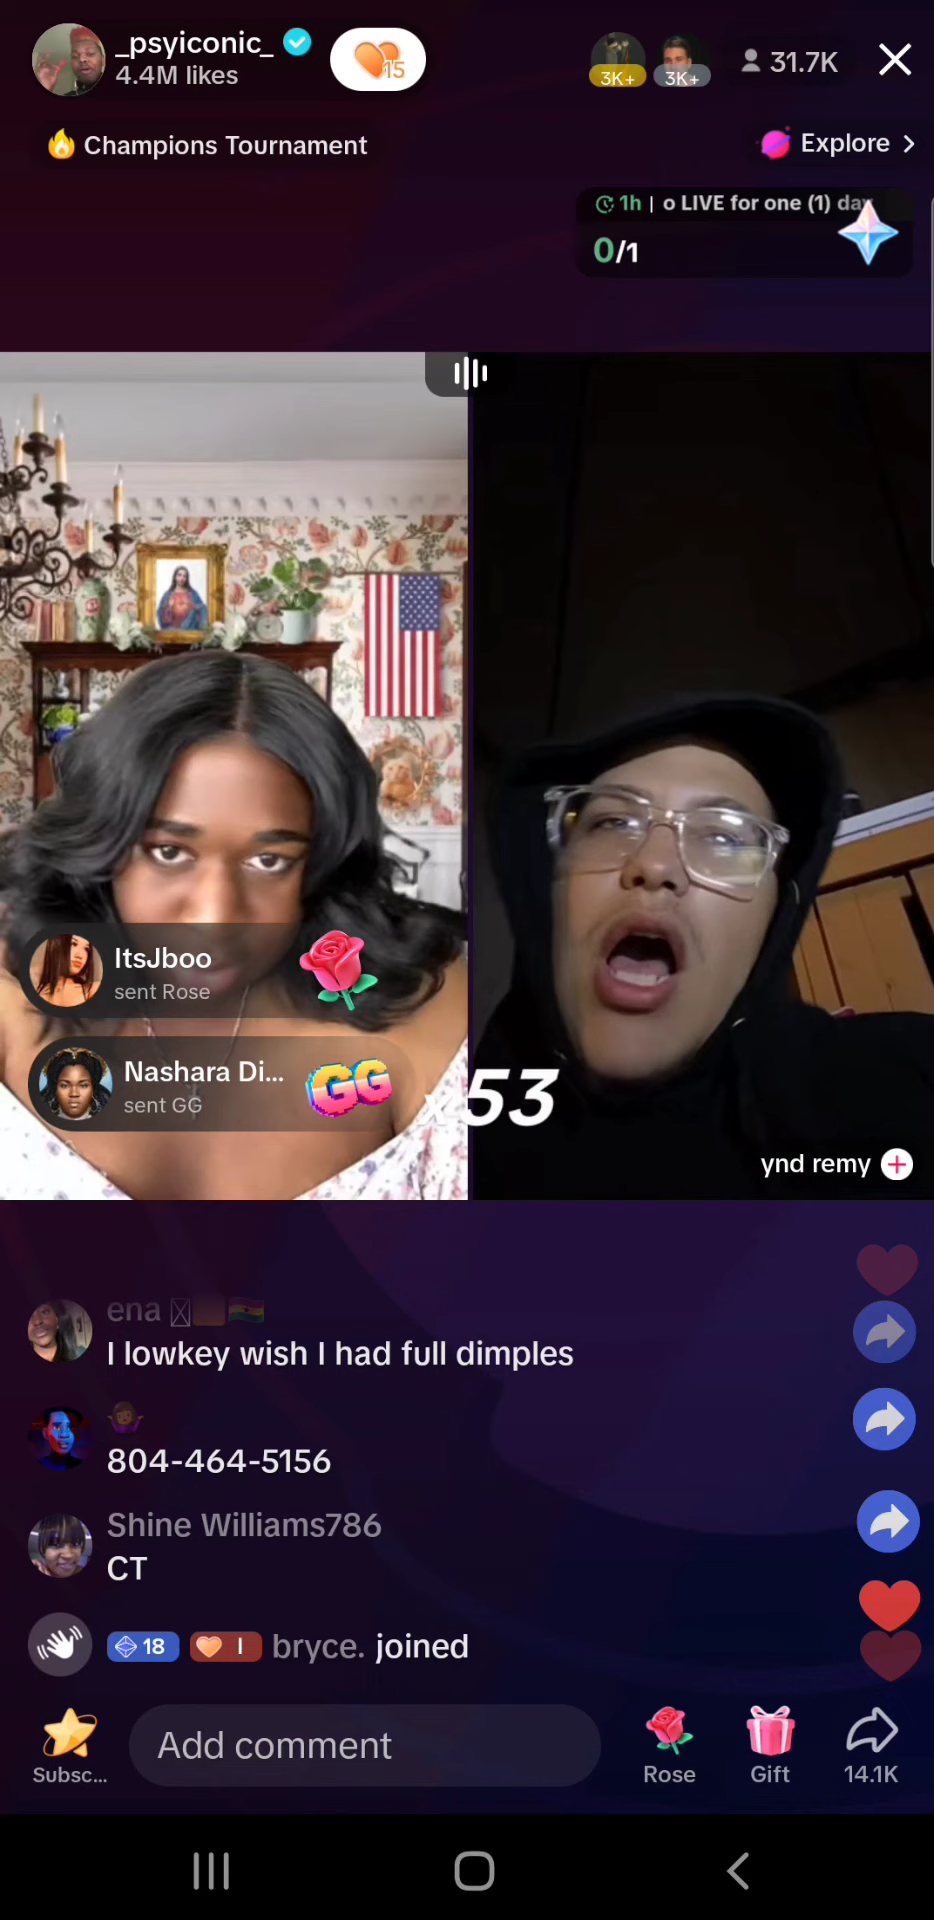 _psyiconic_
4.4M likes
15
3K+
3K+
31.7K
Champions Tournament
Explore >
1h | o LIVE for one (1) day
0/1
ItsJboo
sent Rose
Nashara Di...
sent GG
GG
x53
ynd remy
ena
I lowkey wish I had full dimples
804-464-5156
Shine Williams786
CT
18 I bryce. joined
Subsc...
Add comment
Rose
Gift
14.1K